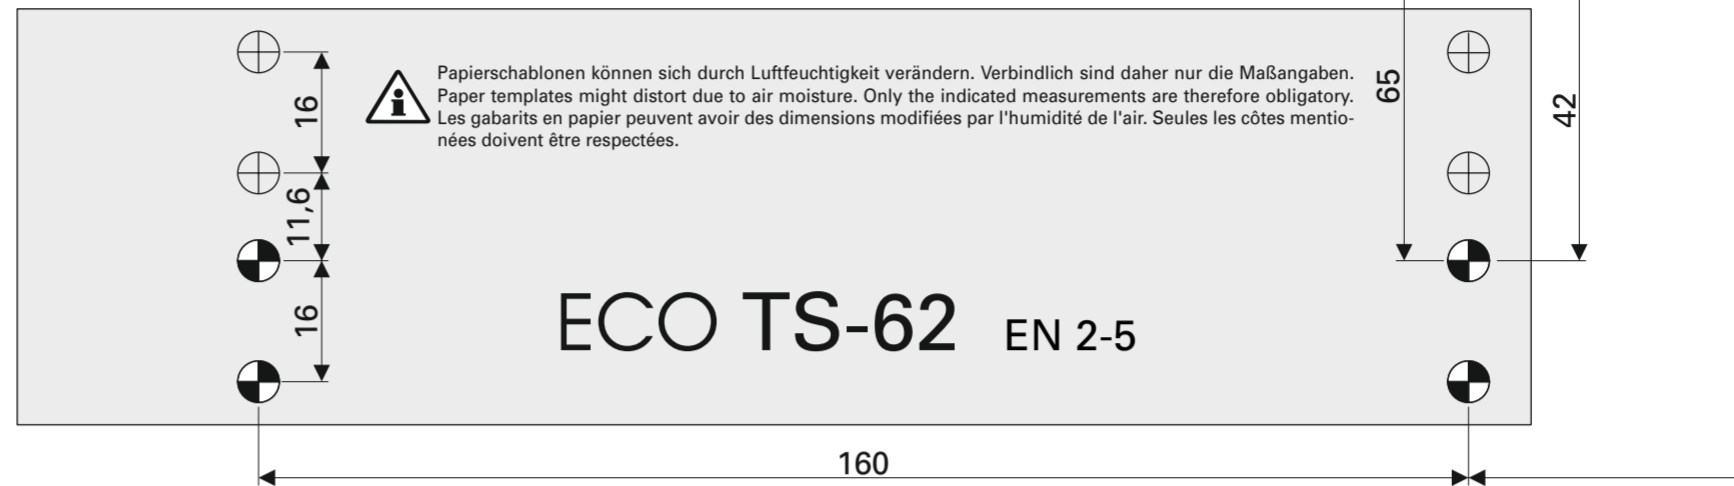 Papierschablonen können sich durch Luftfeuchtigkeit verändern. Verbindlich sind daher nur die Maßangaben.
Paper templates might distort due to air moisture. Only the indicated measurements are therefore obligatory.
Les gabarits en papier peuvent avoir des dimensions modifiées par l'humidité de l'air. Seules les côtes mentio-
nées doivent être respectées.
16
11,6
16
65
42
ECO TS-62 EN 2-5
160